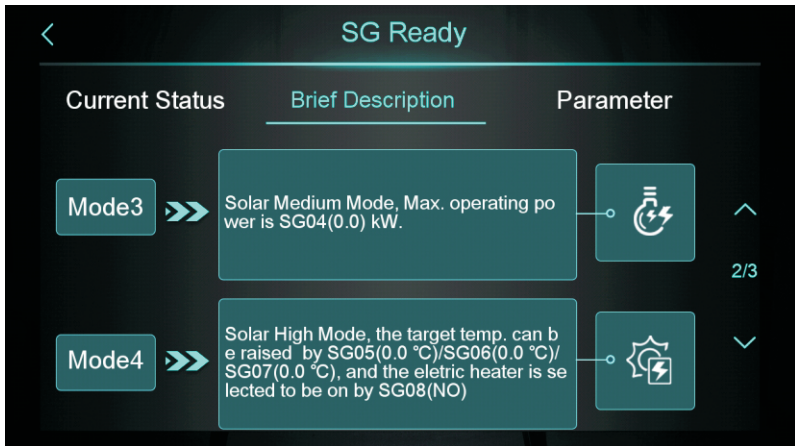 SG Ready
Current Status
Brief Description
Parameter
Mode3
Solar Medium Mode, Max. operating po
wer is SG04(0.0) kW.
2/3
Mode4
Solar High Mode, the target temp. can b
e raised  by SG05(0.0 ℃)/SG06(0.0 ℃)/
SG07(0.0 ℃), and the eletric heater is se
lected to be on by SG08(NO)